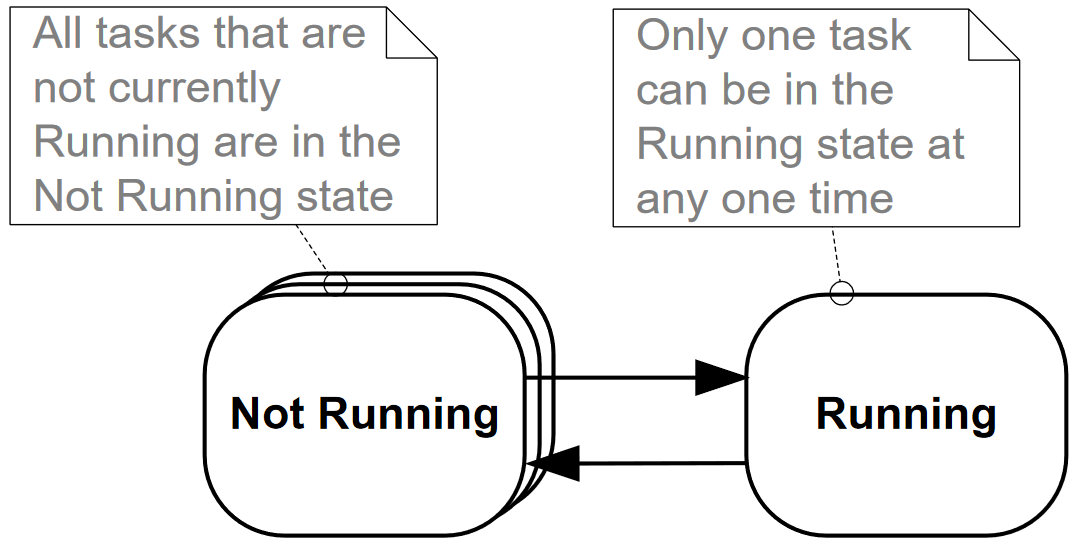 All tasks that are
not currently
Running are in the
Not Running state
Only one task
can be in the
Running state at
any one time
Not Running
Running